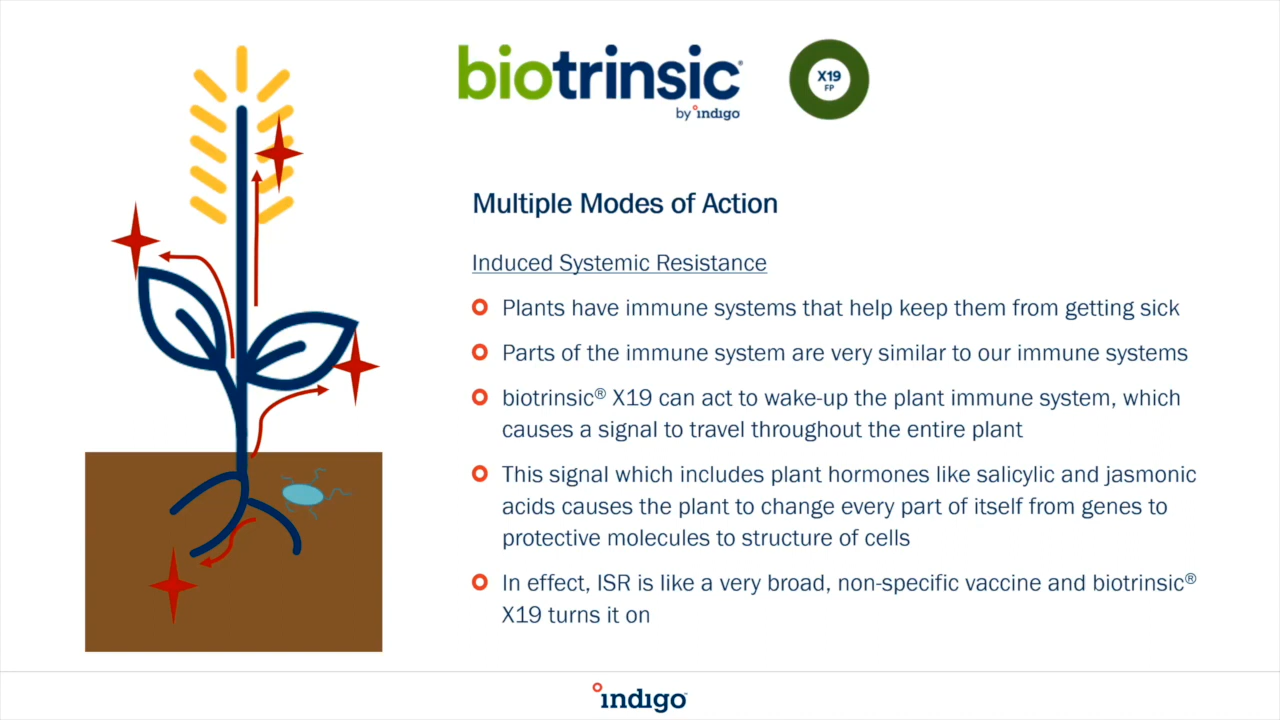 biotrinsic®
by indigo
X19
FP
Multiple Modes of Action
Induced Systemic Resistance
Plants have immune systems that help keep them from getting sick
Parts of the immune system are very similar to our immune systems
biotrinsic® X19 can act to wake-up the plant immune system, which
causes a signal to travel throughout the entire plant
This signal which includes plant hormones like salicylic and jasmonic
acids causes the plant to change every part of itself from genes to
protective molecules to structure of cells
In effect, ISR is like a very broad, non-specific vaccine and biotrinsic®
X19 turns it on
indigo